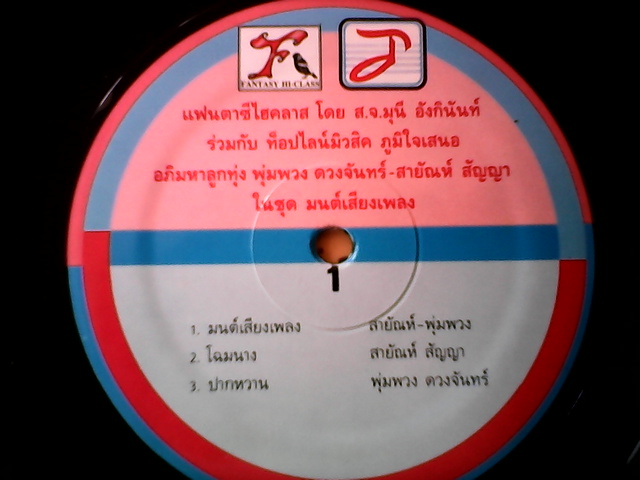 FANTASY HI-CLASS
แฟนตาซีไฮคลาส โดย ส.จ.มุนี อังกินันท์
ร่วมกับ ท็อปไลน์มิวสิค ภูมิใจเสนอ
อภิมหาลูกทุ่ง พุ่มพวง ดวงจันทร์-สายัณห์ สัญญา
ในชุด มนต์เสียงเพลง
1
1. มนต์เสียงเพลง สายัณห์-พุ่มพวง
2. โฉมนาง สายัณห์ สัญญา
3. ปากหวาน พุ่มพวง ดวงจันทร์